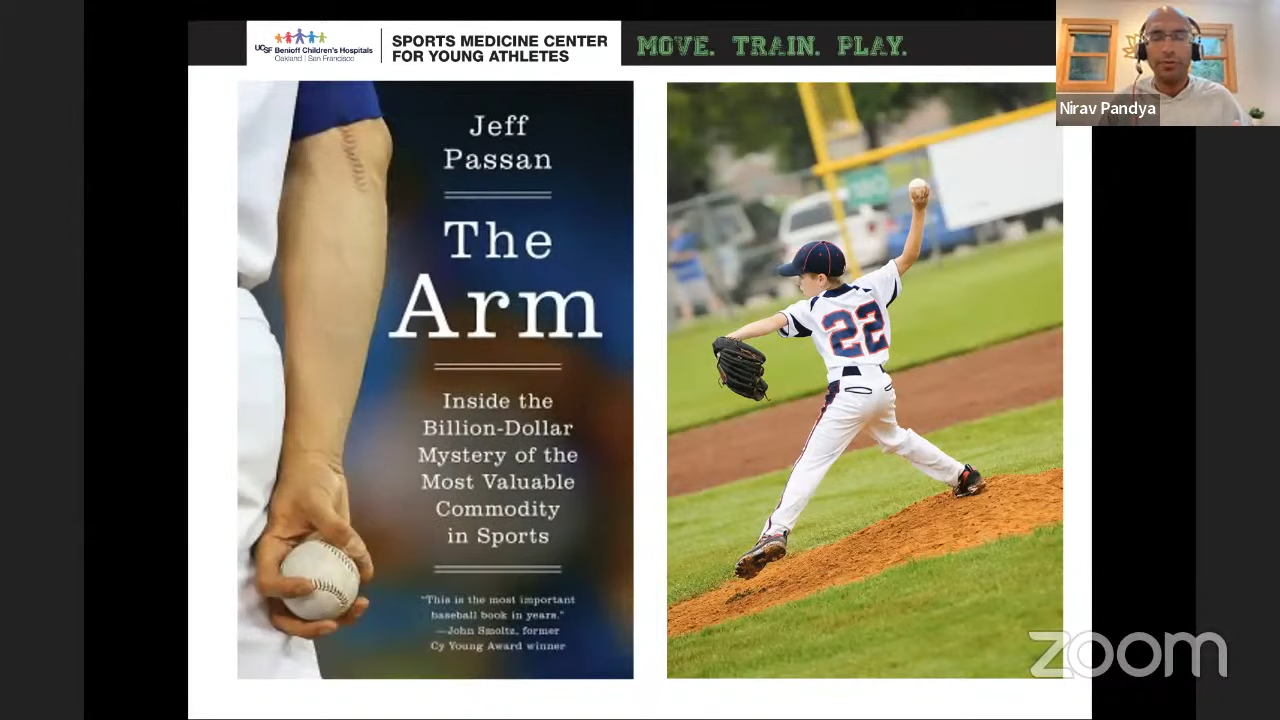 UCSF Benioff Children's Hospitals
Oakland | San Francisco
SPORTS MEDICINE CENTER
FOR YOUNG ATHLETES
MOVE. TRAIN. PLAY.
Nirav Pandya
Jeff
Passan
The
Arm
Inside the
Billion-Dollar
Mystery of the
Most Valuable
Commodity
in Sports
"This is the most important
baseball book in years."
—John Smoltz, former
Cy Young Award winner
22
zoom